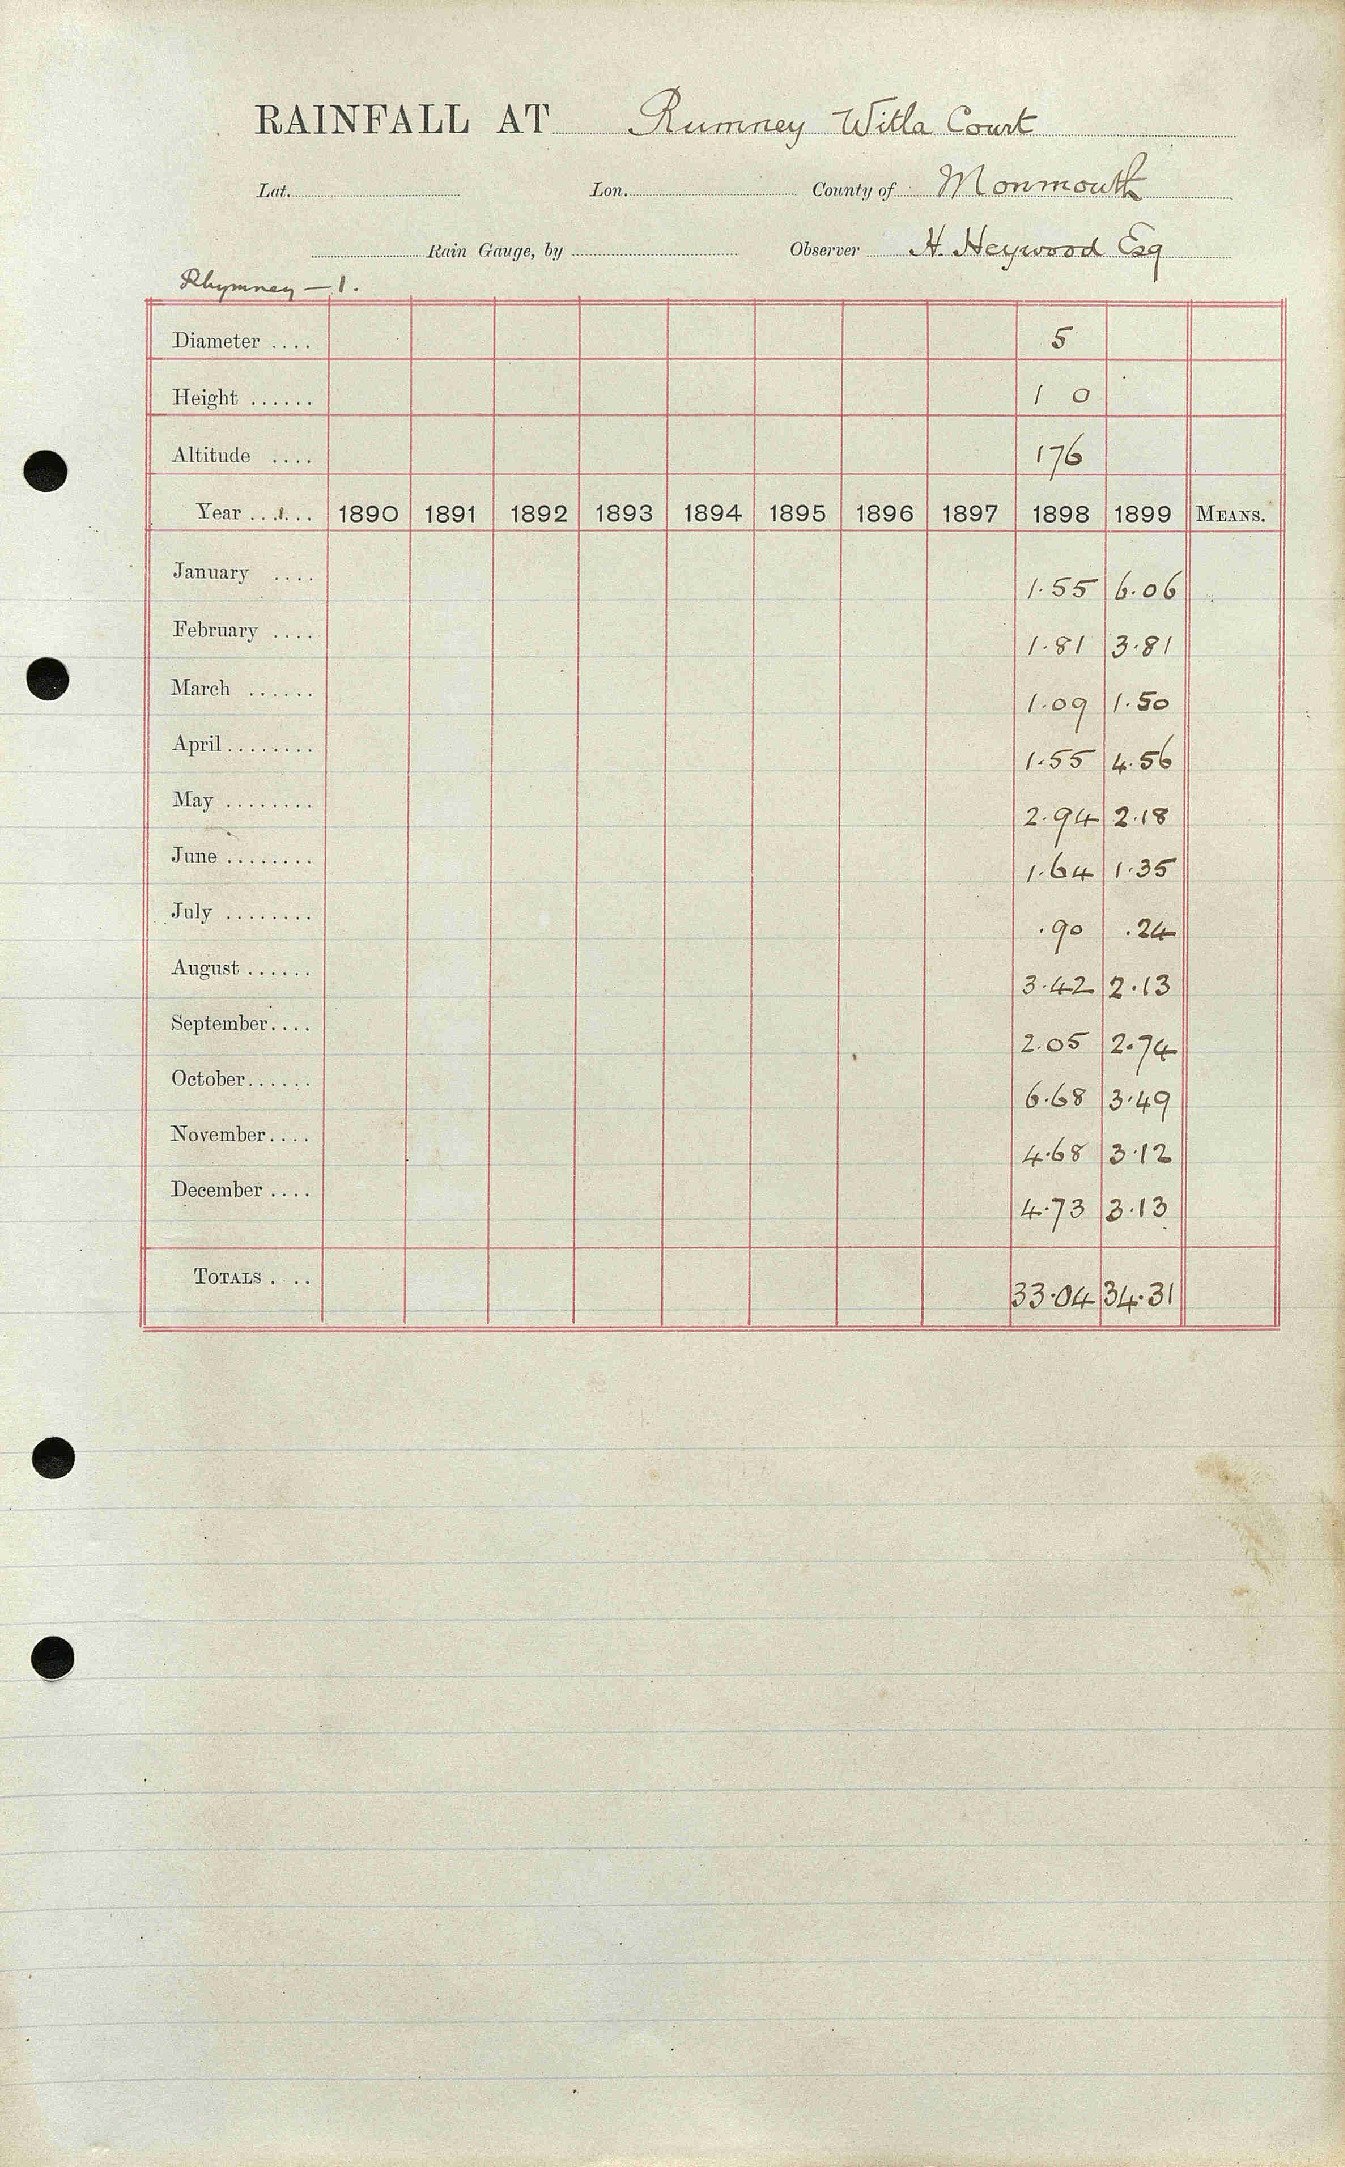 RAINFALL AT Rumney Witla Court
Lat. Lon. County of Monmouth
Rain Gauge, by Observer H. Heywood Esq
Rhymney — 1.
Diameter .... 5
Height ...... 1 0
Altitude .... 176
Year ...... 1890 1891 1892 1893 1894 1895 1896 1897 1898 1899 MEANS.
January .... 1.55 6.06
February .... 1.81 3.81
March ...... 1.09 1.50
April ........ 1.55 4.56
May ........ 2.94 2.18
June ........ 1.64 1.35
July ........ .90 .24
August ...... 3.42 2.13
September.... 2.05 2.74
October...... 6.68 3.49
November.... 4.68 3.12
December .... 4.73 3.13
TOTALS . .. 33.04 34.31